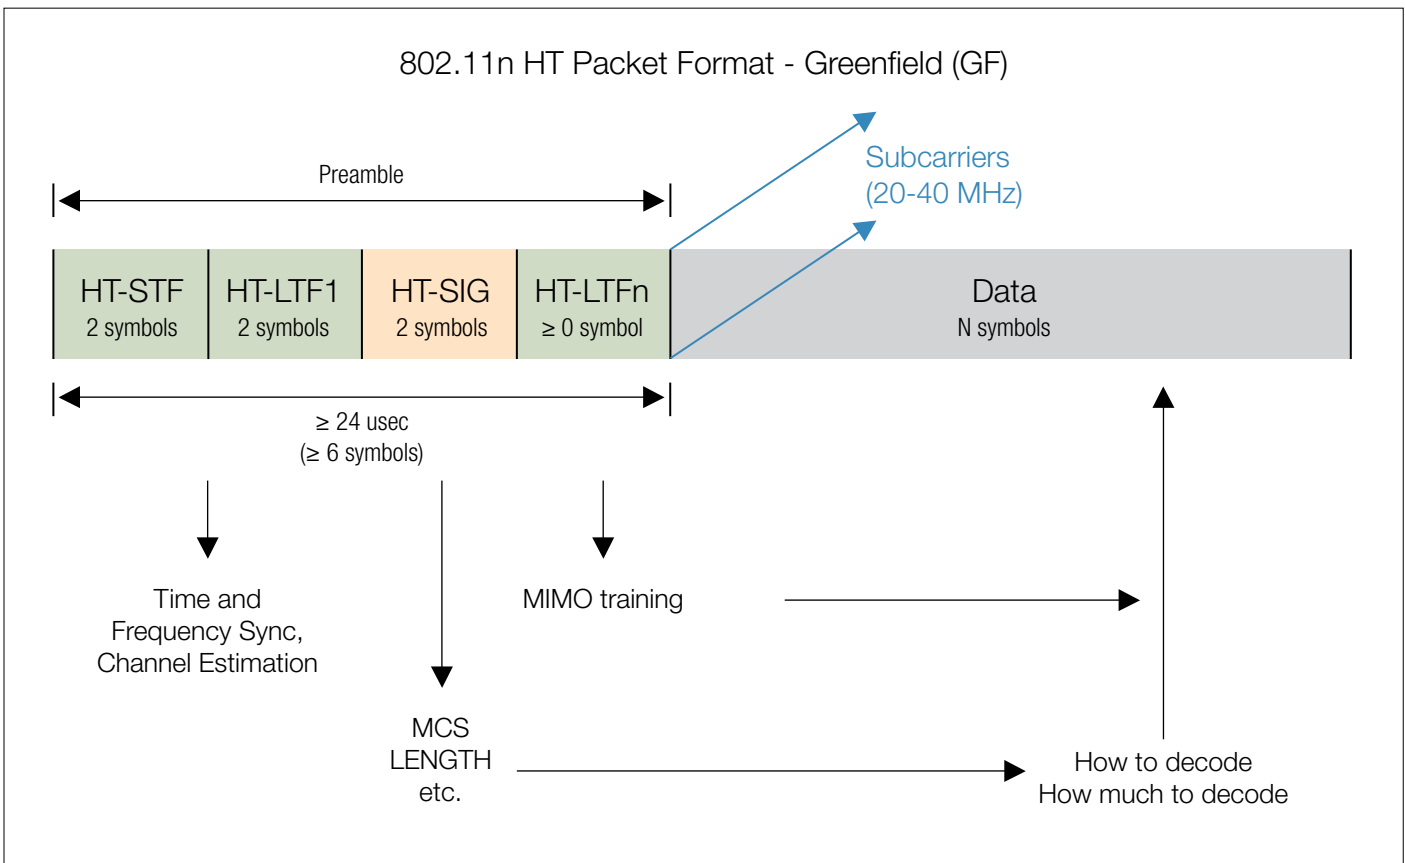 802.11n HT Packet Format - Greenfield (GF)
Subcarriers
(20-40 MHz)
Preamble
HT-STF
2 symbols
HT-LTF1
2 symbols
HT-SIG
2 symbols
HT-LTFn
≥ 0 symbol
Data
N symbols
≥ 24 usec
(≥ 6 symbols)
Time and
Frequency Sync,
Channel Estimation
MIMO training
MCS
LENGTH
etc.
How to decode
How much to decode